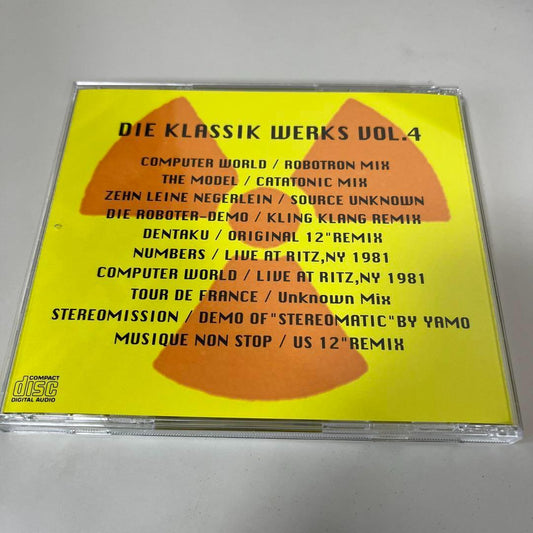 DIE KLASSIK WERKS VOL.4
COMPUTER WORLD / ROBOTRON MIX
THE MODEL / CATATONIC MIX
ZEHN LEINE NEGERLEIN / SOURCE UNKNOWN
DIE ROBOTER-DEMO / KLING KLANG REMIX
DENTAKU / ORIGINAL 12"REMIX
NUMBERS / LIVE AT RITZ,NY 1981
COMPUTER WORLD / LIVE AT RITZ,NY 1981
TOUR DE FRANCE / Unknown Mix
STEREOMISSION / DEMO OF"STEREOMATIC"BY YAMO
MUSIQUE NON STOP / US 12"REMIX
COMPACT
disc
DIGITAL AUDIO